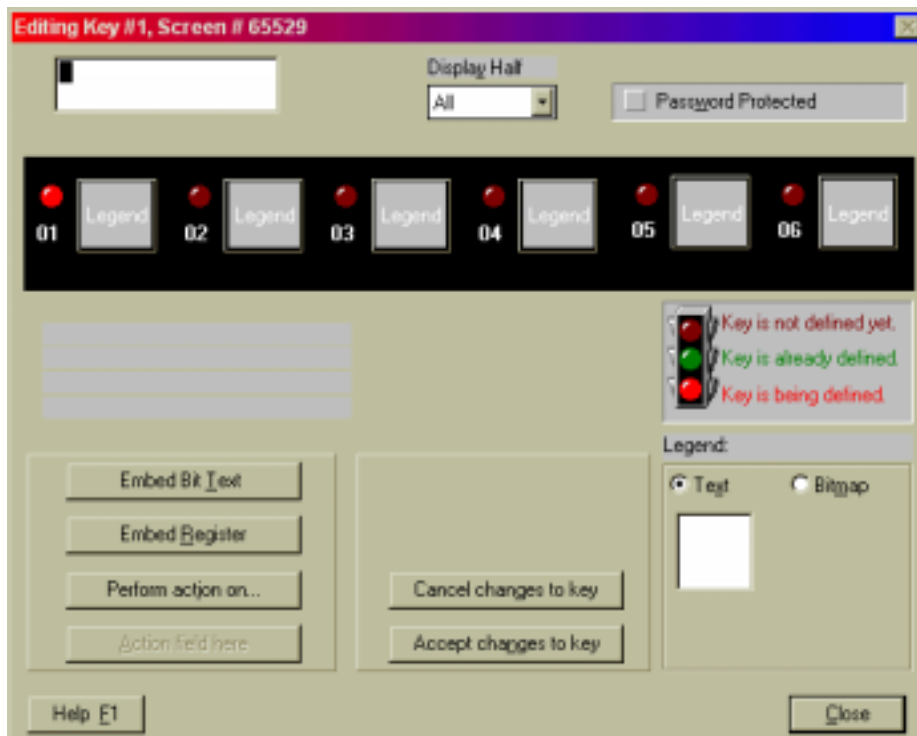 Editing Key #1, Screen # 65529
Display Half
All
Password Protected
01 Legend 02 Legend 03 Legend 04 Legend 05 Legend 06 Legend
Key is not defined yet.
Key is already defined.
Key is being defined.
Legend:
Text Bitmap
Embed Bit Text
Embed Register
Perform action on...
Action field here
Cancel changes to key
Accept changes to key
Help F1
Close